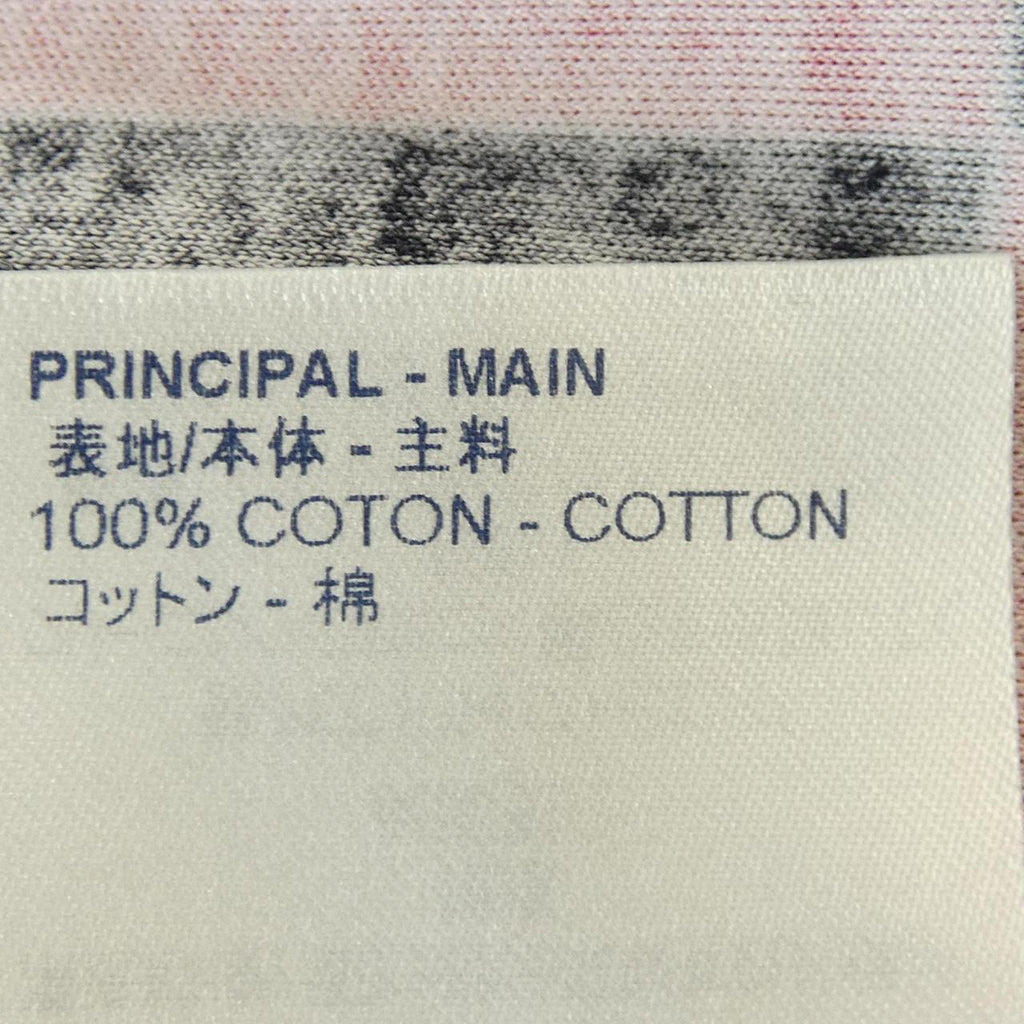 PRINCIPAL - MAIN
表地/本体 - 主料
100% COTON - COTTON
コットン - 棉